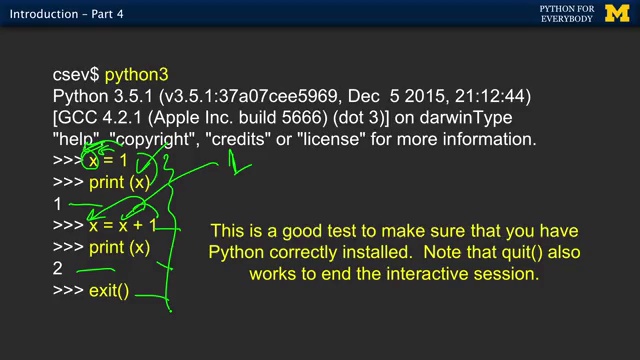 Introduction – Part 4
PYTHON FOR
EVERYBODY
M
csev$ python3
Python 3.5.1 (v3.5.1:37a07cee5969, Dec  5 2015, 21:12:44)
[GCC 4.2.1 (Apple Inc. build 5666) (dot 3)] on darwinType
"help", "copyright", "credits" or "license" for more information.
>>> x = 1
>>> print (x)
1
1
>>> x = x + 1
>>> print (x)
2
>>> exit()
This is a good test to make sure that you have
Python correctly installed.  Note that quit() also
works to end the interactive session.